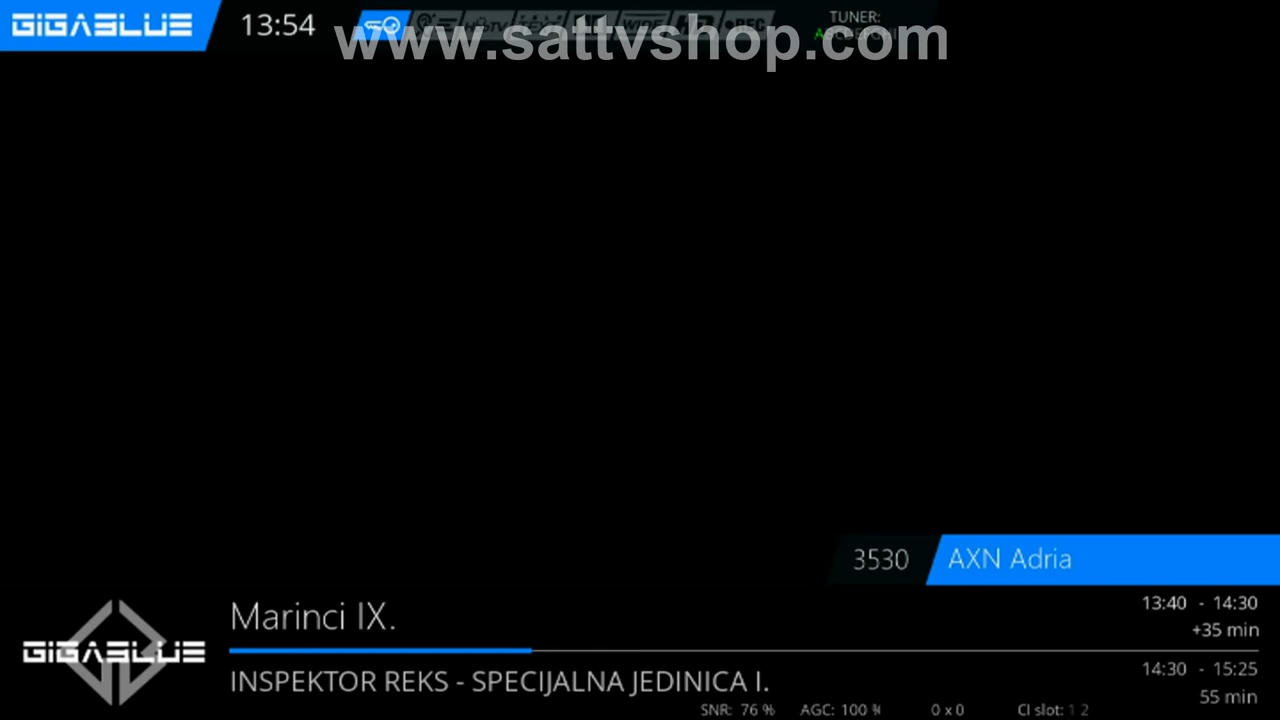 GIGABLUE
13:54
www.sattvshop.com
TUNER:
3530
AXN Adria
Marinci IX.
13:40 - 14:30
+35 min
GIGABLUE
INSPEKTOR REKS - SPECIJALNA JEDINICA I.
14:30 - 15:25
55 min
SNR: 76 %
AGC: 100 %
0 x 0
CI slot: 1 2